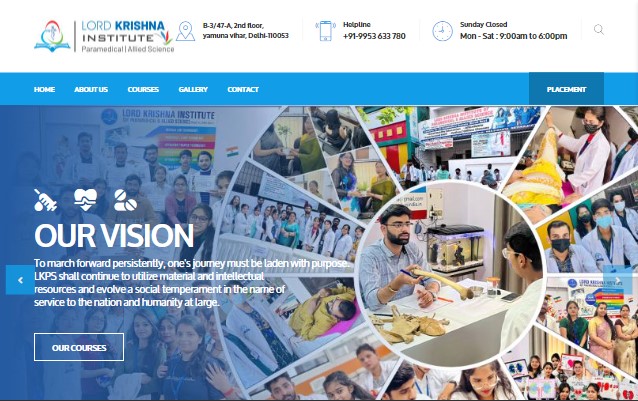 LORD KRISHNA
INSTITUTE
Paramedical | Allied Science
B-3/47-A, 2nd floor,
yamuna vihar, Delhi-110053
Helpline
+91-9953 633 780
Sunday Closed
Mon - Sat : 9:00am to 6:00pm
HOME
ABOUT US
COURSES
GALLERY
CONTACT
PLACEMENT
LORD KRISHNA INSTITUTE
OUR VISION
To march forward persistently, one's journey must be laden with purpose.
LKPS shall continue to utilize material and intellectual
resources and evolve a social temperament in the name of
service to the nation and humanity at large.
OUR COURSES